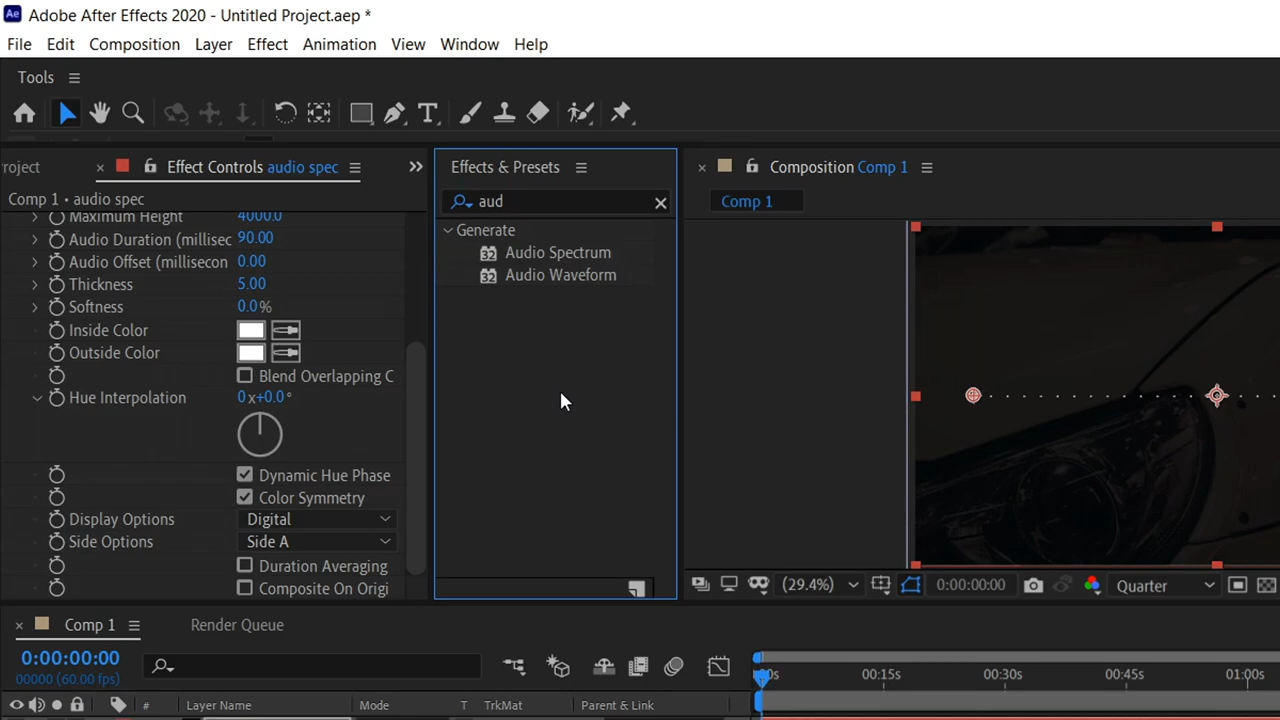 Ae Adobe After Effects 2020 - Untitled Project.aep *
File Edit Composition Layer Effect Animation View Window Help
Tools
roject
Effect Controls audio spec
Comp 1 • audio spec
Maximum Height 4000.0
Audio Duration (millisec 90.00
Audio Offset (millisecon 0.00
Thickness 5.00
Softness 0.0%
Inside Color
Outside Color
Blend Overlapping C
Hue Interpolation 0x+0.0°
Dynamic Hue Phase
Color Symmetry
Display Options Digital
Side Options Side A
Duration Averaging
Composite On Origi
Effects & Presets
aud
Generate
32 Audio Spectrum
32 Audio Waveform
Composition Comp 1
Comp 1
(29.4%) 0:00:00:00 Quarter
Comp 1 Render Queue
0:00:00:00
00000 (60.00 fps)
00s 00:15s 00:30s 00:45s 01:00s
# Layer Name Mode T TrkMat Parent & Link